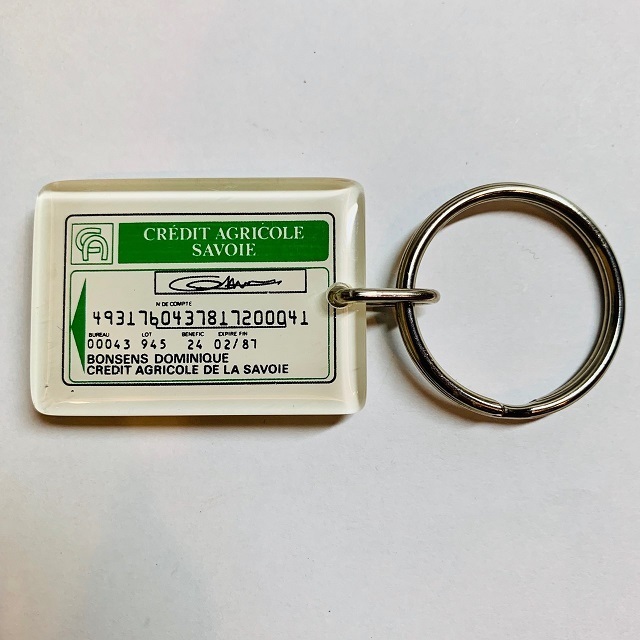 CA
CRÉDIT AGRICOLE
SAVOIE
N DE COMPTE
4931760437817200041
BUREAU LOT BENEFIC EXPIRE FIN
00043 945 24 02/87
BONSENS DOMINIQUE
CREDIT AGRICOLE DE LA SAVOIE